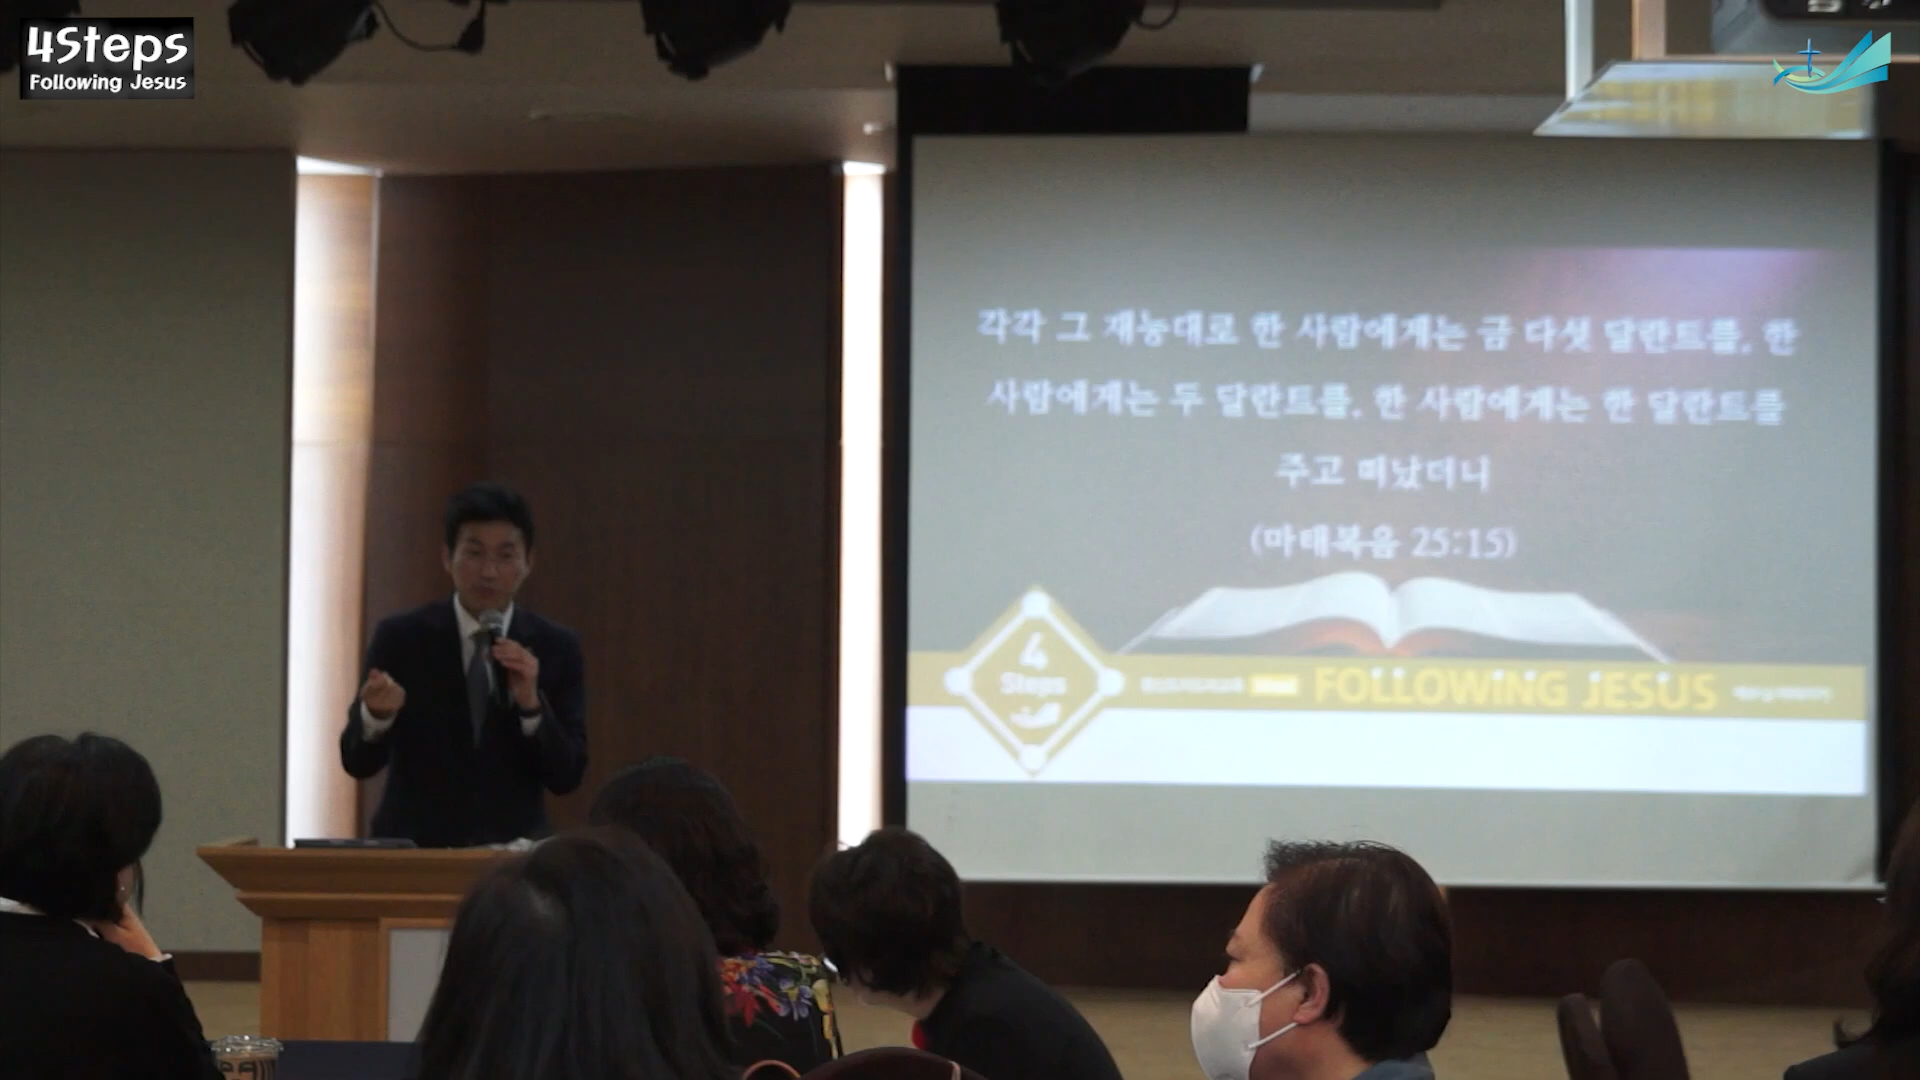 4Steps
Following Jesus
각각 그 재능대로 한 사람에게는 금 다섯 달란트를, 한
사람에게는 두 달란트를, 한 사람에게는 한 달란트를
주고 떠났더니
(마태복음 25:15)
4
Steps
FOLLOWING JESUS